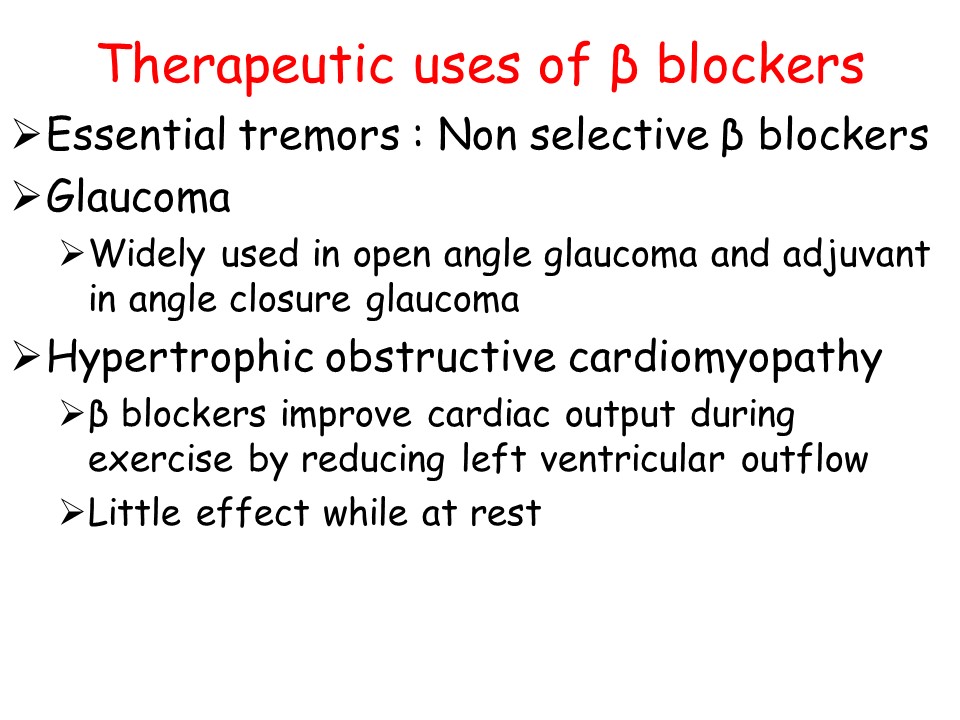 Therapeutic uses of β blockers
➢Essential tremors : Non selective β blockers
➢Glaucoma
➢Widely used in open angle glaucoma and adjuvant
in angle closure glaucoma
➢Hypertrophic obstructive cardiomyopathy
➢β blockers improve cardiac output during
exercise by reducing left ventricular outflow
➢Little effect while at rest